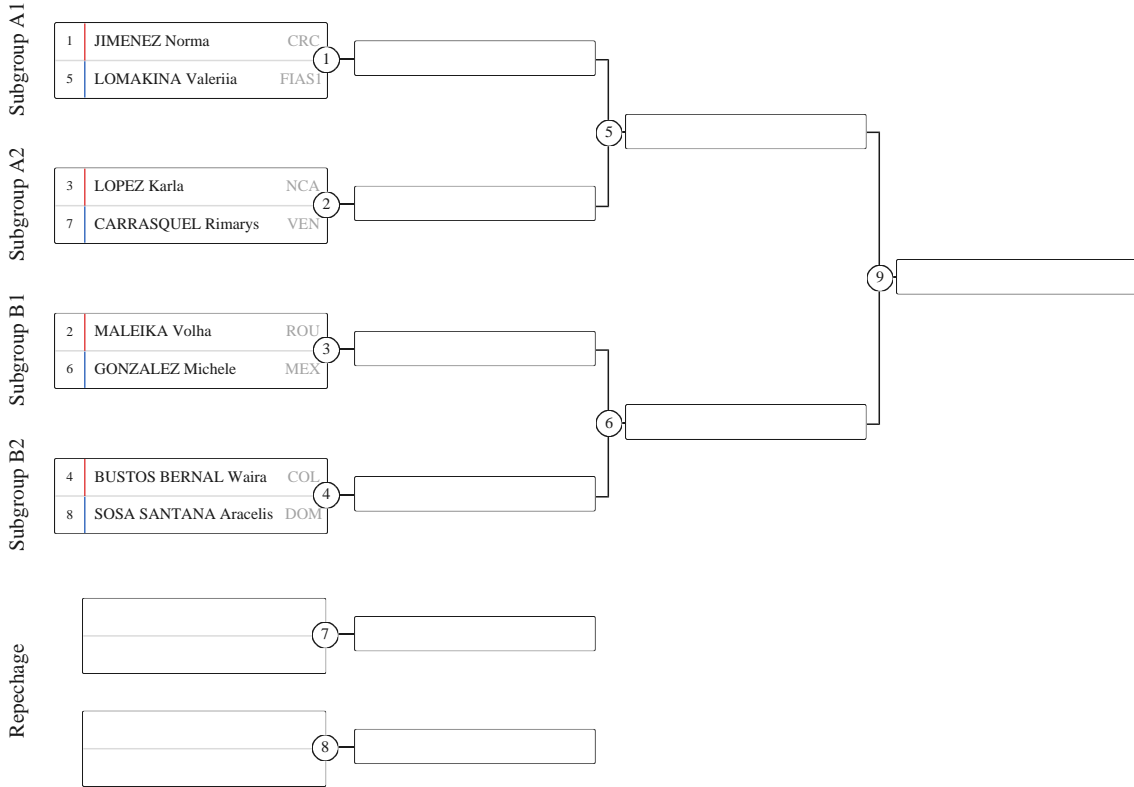 Subgroup A1
1 JIMENEZ Norma CRC
1
5 LOMAKINA Valeriia FIAS1
5
Subgroup A2
3 LOPEZ Karla NCA
2
7 CARRASQUEL Rimarys VEN
9
Subgroup B1
2 MALEIKA Volha ROU
3
6 GONZALEZ Michele MEX
6
Subgroup B2
4 BUSTOS BERNAL Waira COL
4
8 SOSA SANTANA Aracelis DOM
Repechage
7
8